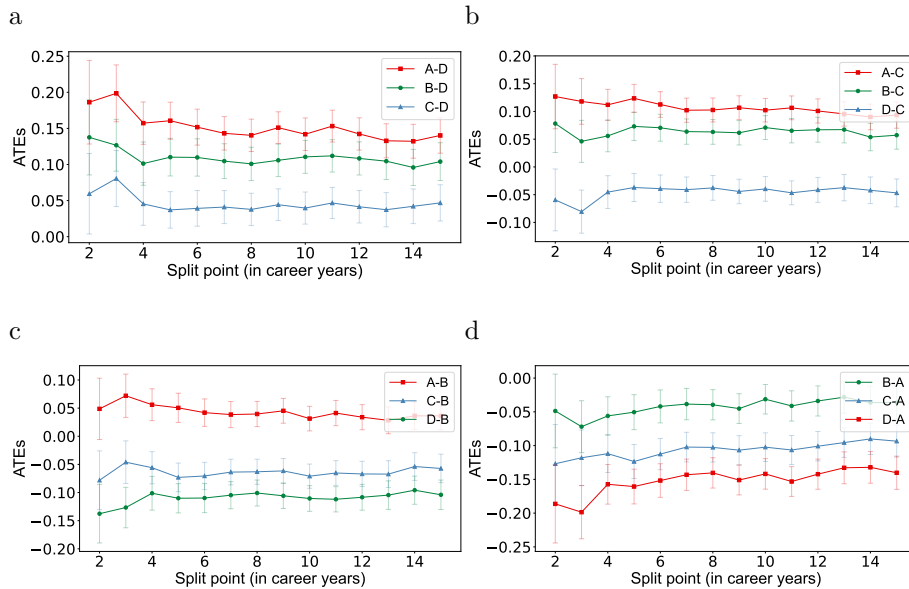 a
0.25
0.20
0.15
0.10
0.05
0.00
ATEs
A-D
B-D
C-D
2 4 6 8 10 12 14
Split point (in career years)
b
0.20
0.15
0.10
0.05
0.00
−0.05
−0.10
ATEs
A-C
B-C
D-C
2 4 6 8 10 12 14
Split point (in career years)
c
0.10
0.05
0.00
−0.05
−0.10
−0.15
−0.20
ATEs
A-B
C-B
D-B
2 4 6 8 10 12 14
Split point (in career years)
d
−0.00
−0.05
−0.10
−0.15
−0.20
−0.25
ATEs
B-A
C-A
D-A
2 4 6 8 10 12 14
Split point (in career years)